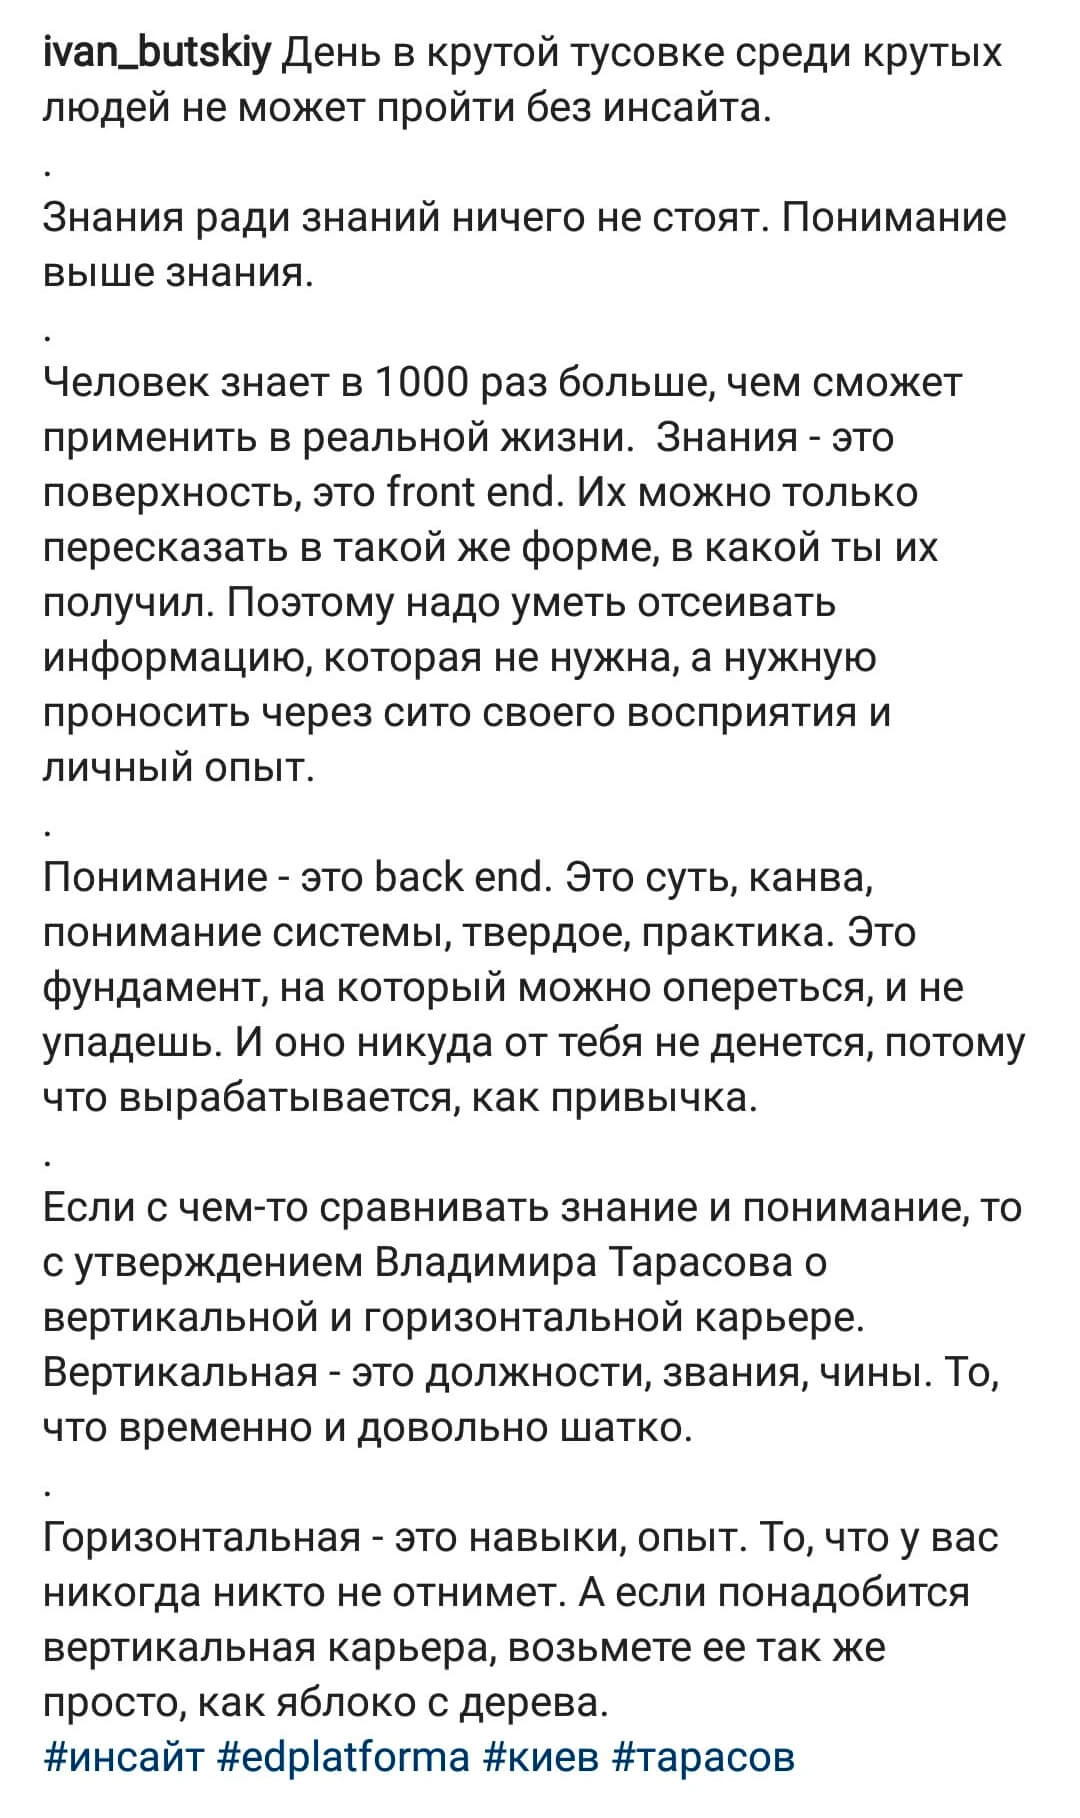 ivan_butskiy День в крутой тусовке среди крутых
людей не может пройти без инсайта.
.
Знания ради знаний ничего не стоят. Понимание
выше знания.
.
Человек знает в 1000 раз больше, чем сможет
применить в реальной жизни.  Знания - это
поверхность, это front end. Их можно только
пересказать в такой же форме, в какой ты их
получил. Поэтому надо уметь отсеивать
информацию, которая не нужна, а нужную
проносить через сито своего восприятия и
личный опыт.
.
Понимание - это back end. Это суть, канва,
понимание системы, твердое, практика. Это
фундамент, на который можно опереться, и не
упадешь. И оно никуда от тебя не денется, потому
что вырабатывается, как привычка.
.
Если с чем-то сравнивать знание и понимание, то
с утверждением Владимира Тарасова о
вертикальной и горизонтальной карьере.
Вертикальная - это должности, звания, чины. То,
что временно и довольно шатко.
.
Горизонтальная - это навыки, опыт. То, что у вас
никогда никто не отнимет. А если понадобится
вертикальная карьера, возьмете ее так же
просто, как яблоко с дерева.
#инсайт #edplatforma #киев #тарасов